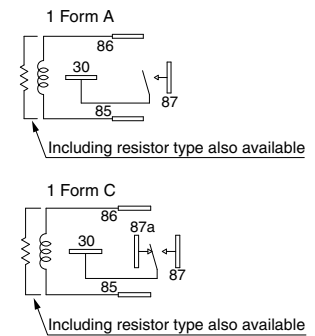 1 Form A
86
30
85
87
Including resistor type also available
1 Form C
86
87a
30
85
87
Including resistor type also available